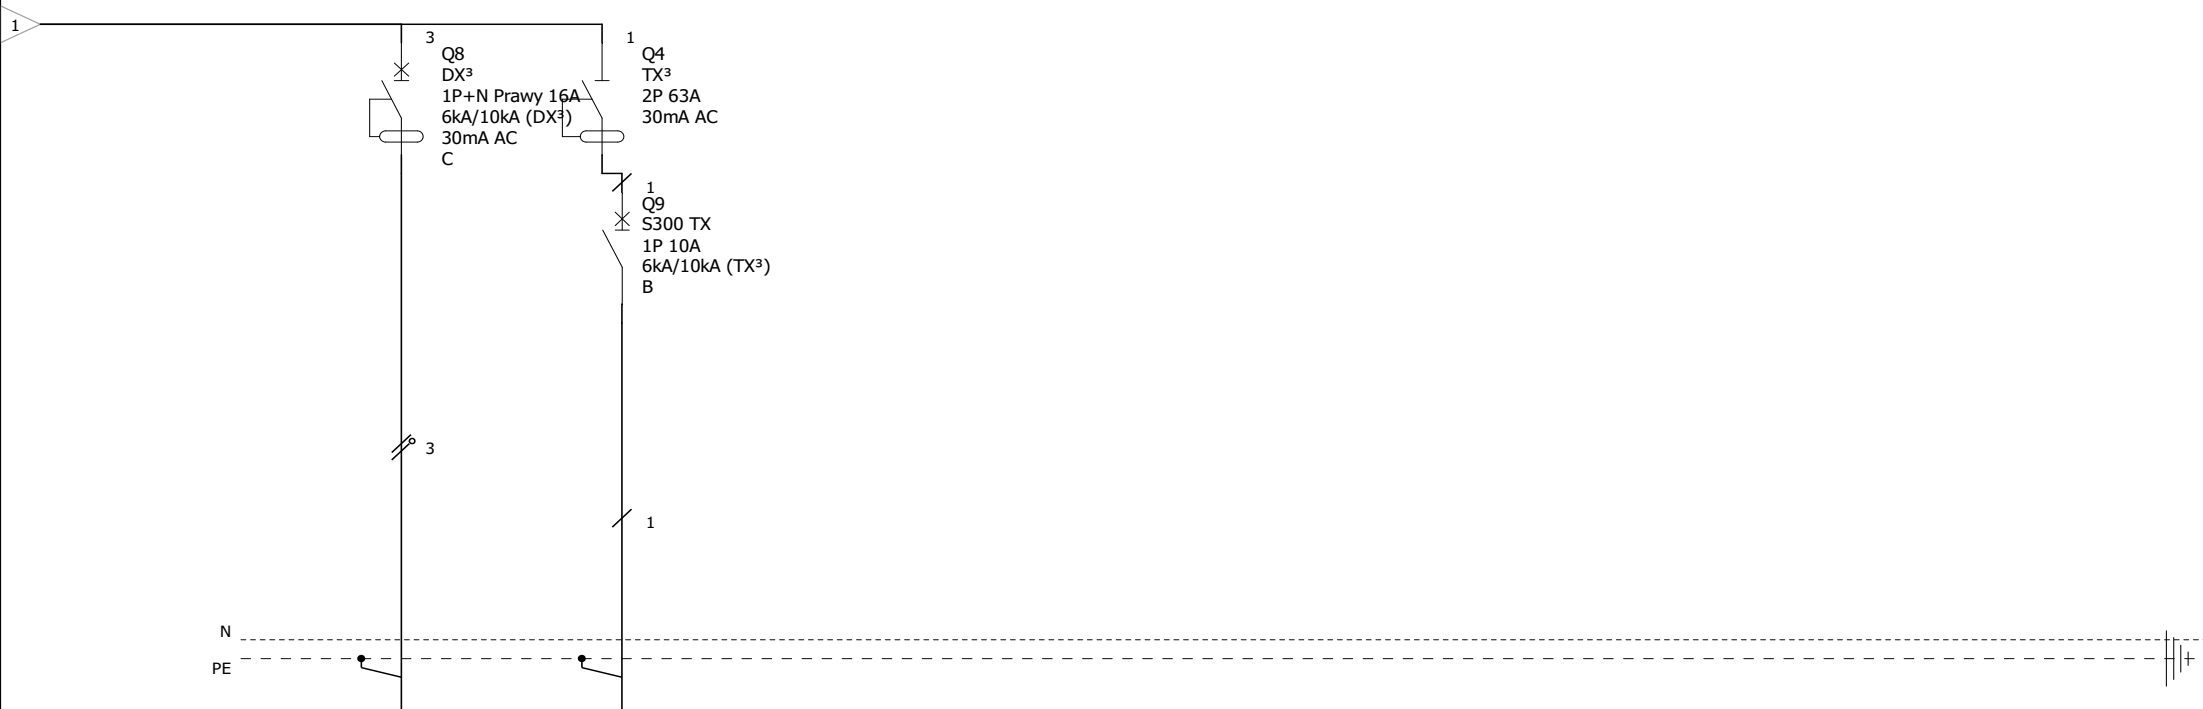 1
3
Q8
DX³
1P+N Prawy 16A
6kA/10kA (DX³)
30mA AC
C
1
Q4
TX³
2P 63A
30mA AC
1
Q9
S300 TX
1P 10A
6kA/10kA (TX³)
B
3
1
N
PE